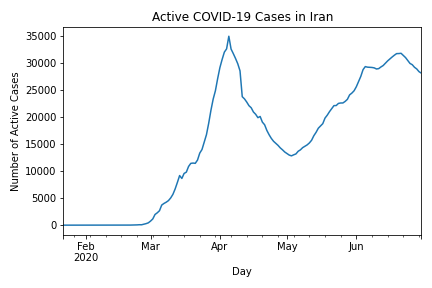 Active COVID-19 Cases in Iran
Number of Active Cases
35000
30000
25000
20000
15000
10000
5000
0
Feb Mar Apr May Jun
2020
Day